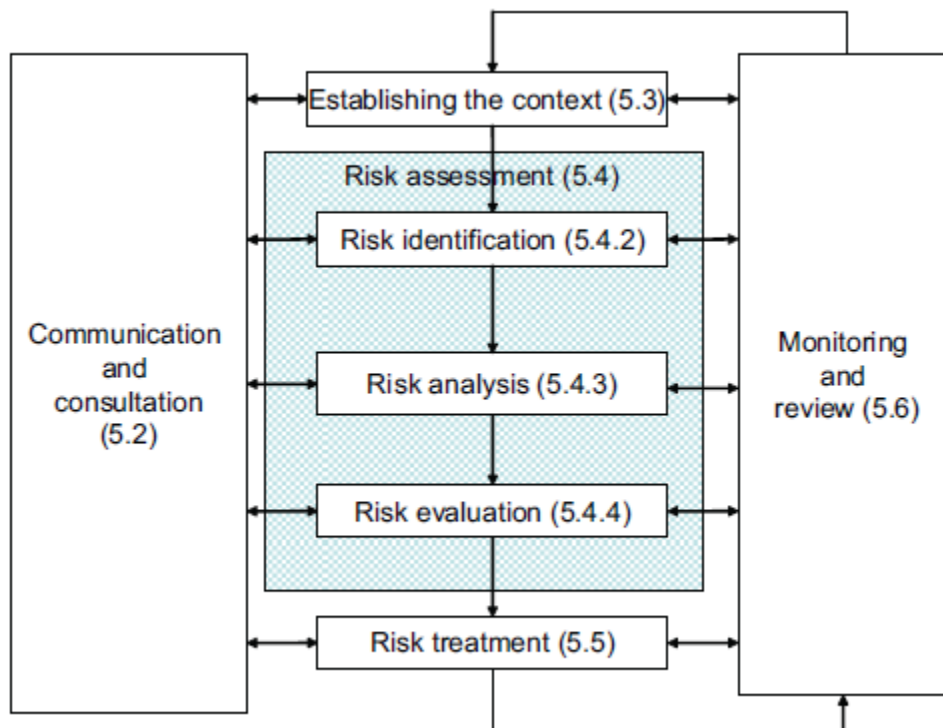 Establishing the context (5.3)
Risk assessment (5.4)
Risk identification (5.4.2)
Communication
and
consultation
(5.2)
Risk analysis (5.4.3)
Monitoring
and
review (5.6)
Risk evaluation (5.4.4)
Risk treatment (5.5)